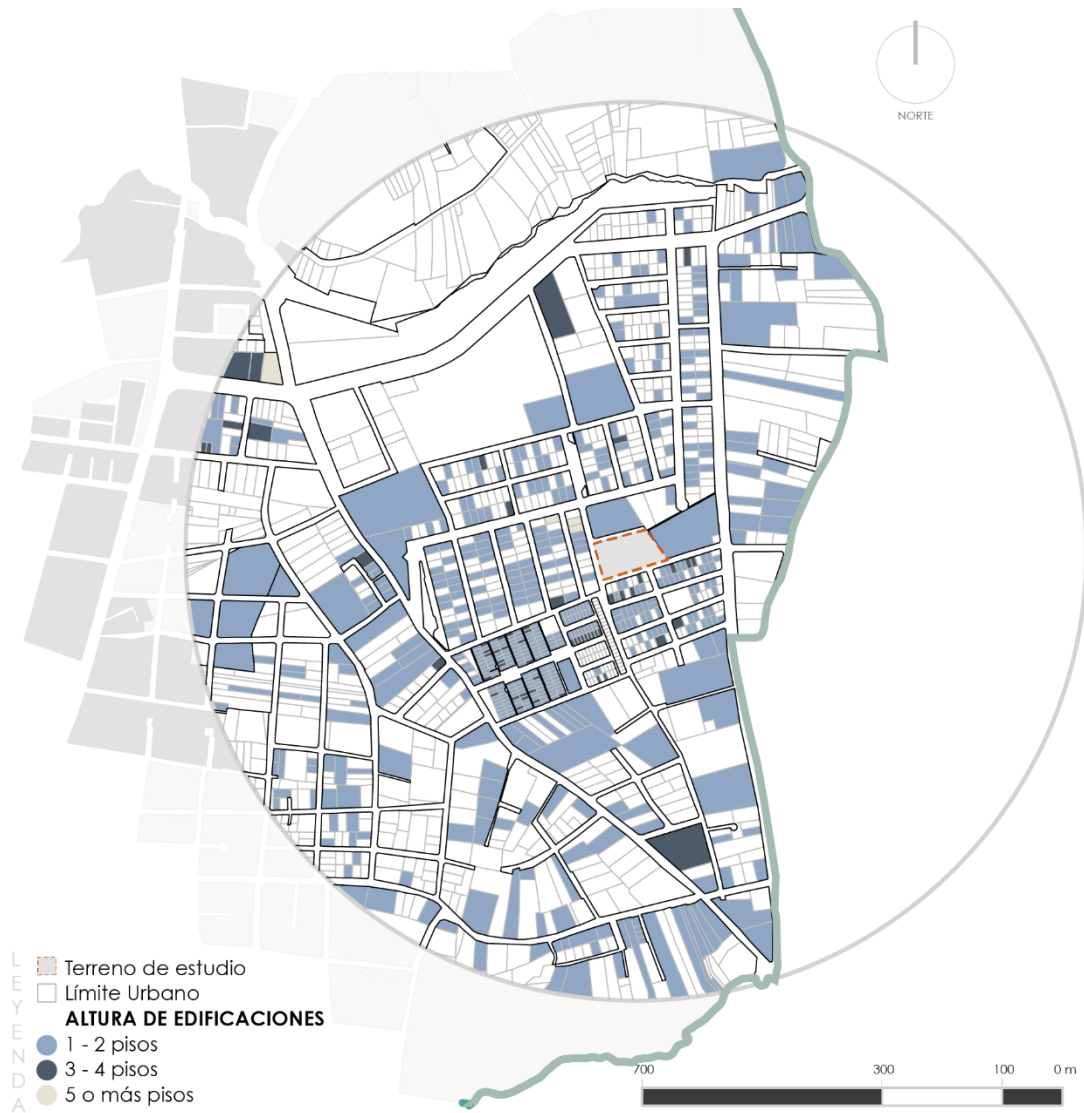 NORTE
LEYENDA
Terreno de estudio
Límite Urbano
ALTURA DE EDIFICACIONES
1 - 2 pisos
3 - 4 pisos
5 o más pisos
700 300 100 0 m